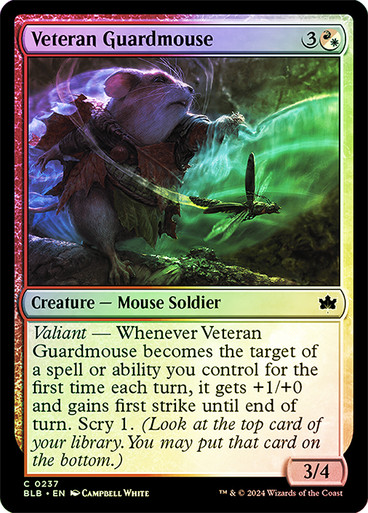 Veteran Guardmouse 3
Creature — Mouse Soldier
Valiant — Whenever Veteran
Guardmouse becomes the target of
a spell or ability you control for the
first time each turn, it gets +1/+0
and gains first strike until end of
turn. Scry 1. (Look at the top card of
your library. You may put that card on
the bottom.)
3/4
C 0237
BLB • EN Campbell White
™ & © 2024 Wizards of the Coast